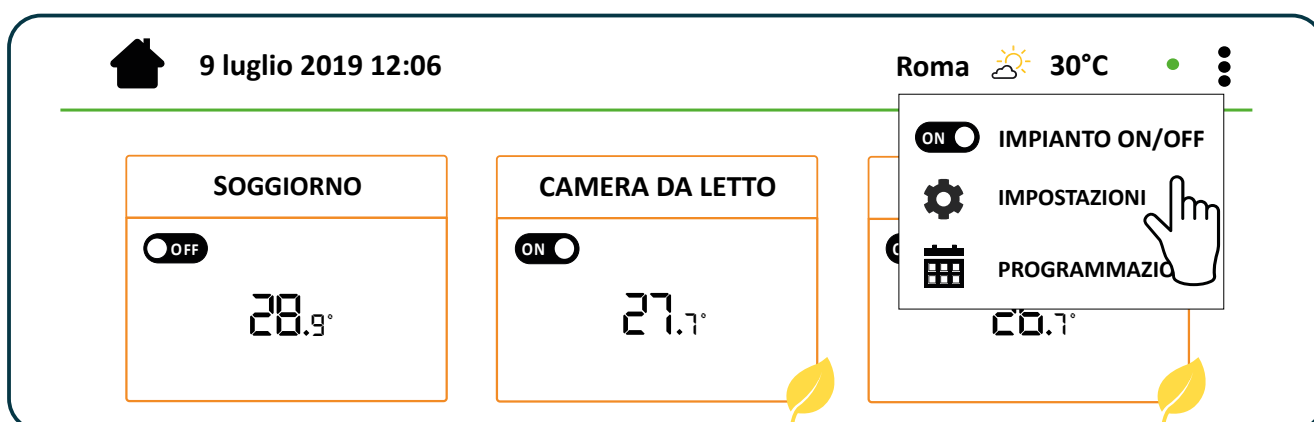 9 luglio 2019 12:06
Roma 30°C
ON IMPIANTO ON/OFF
IMPOSTAZIONI
SOGGIORNO
CAMERA DA LETTO
OFF
ON
PROGRAMMAZIO
28.9°
27.7°
26.7°